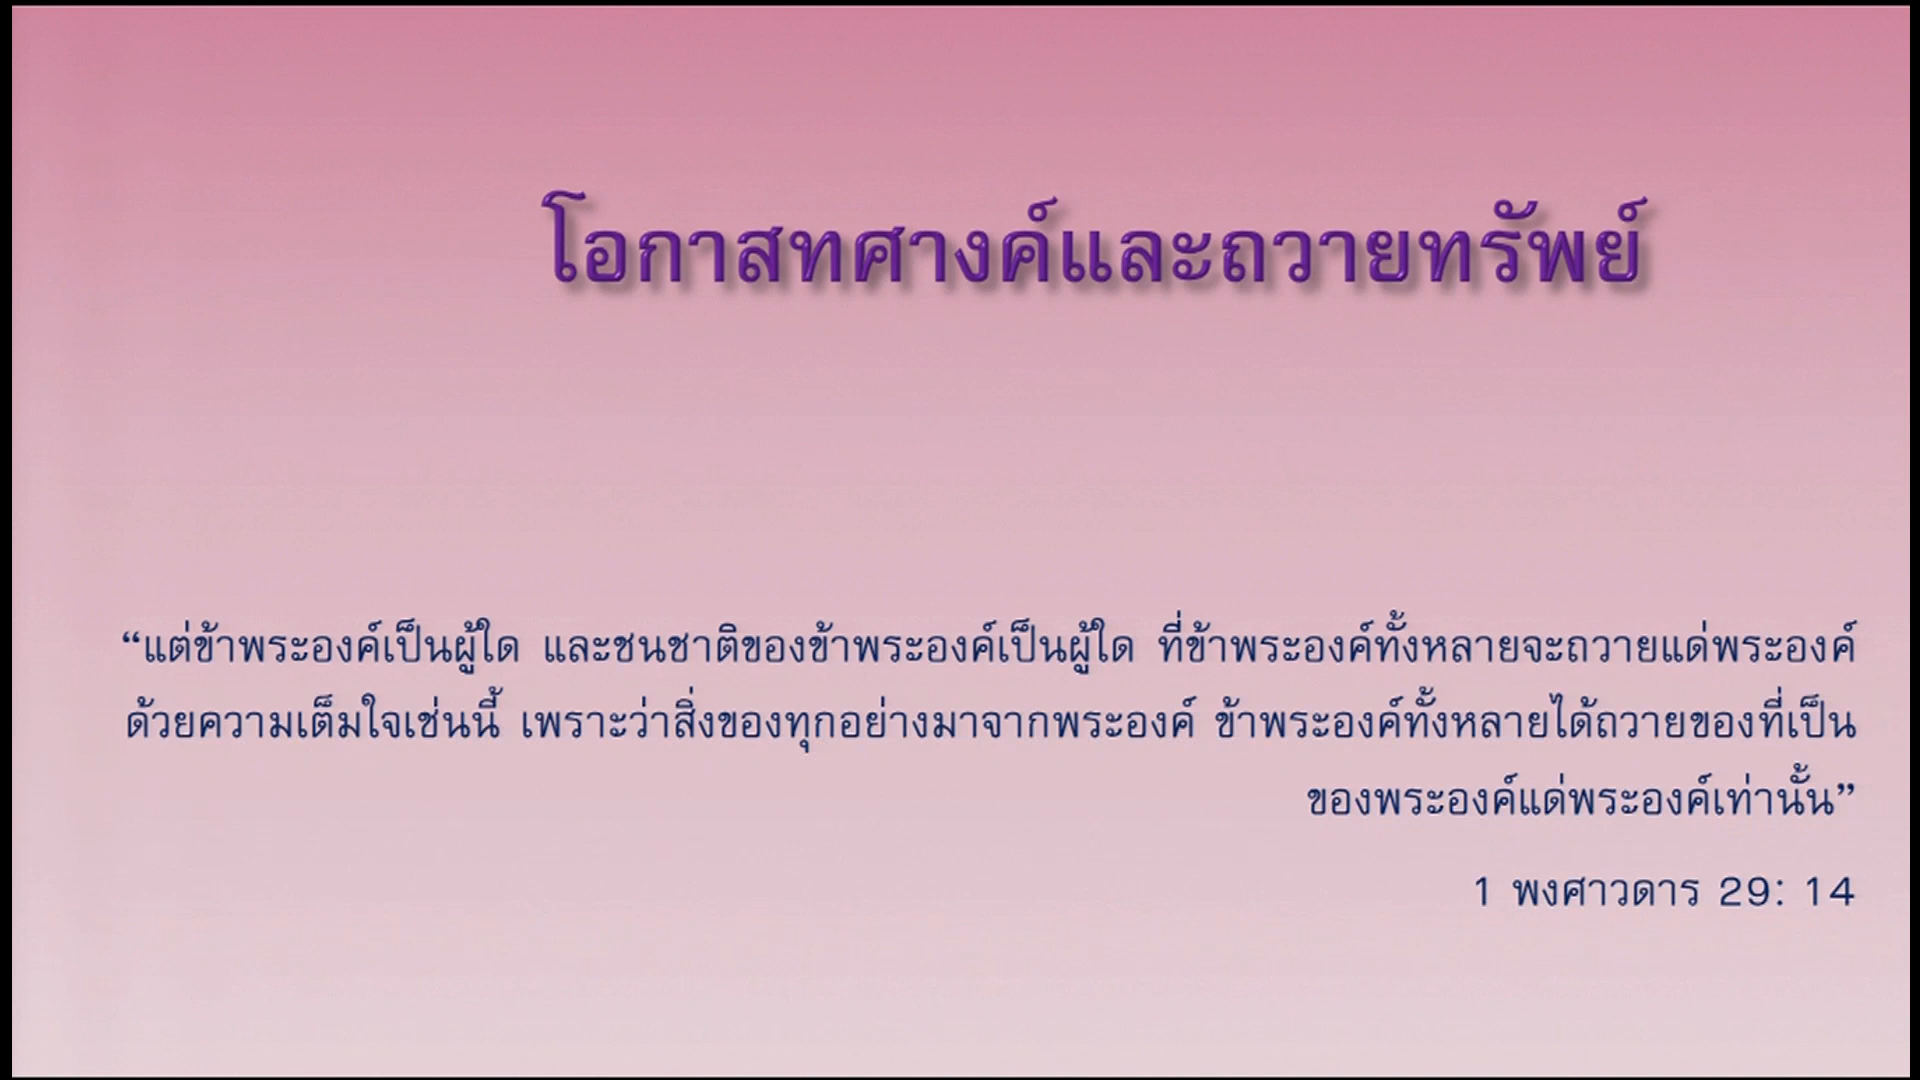 โอกาสทศางค์และถวายทรัพย์
“แต่ข้าพระองค์เป็นผู้ใด และชนชาติของข้าพระองค์เป็นผู้ใด ที่ข้าพระองค์ทั้งหลายจะถวายแด่พระองค์
ด้วยความเต็มใจเช่นนี้ เพราะว่าสิ่งของทุกอย่างมาจากพระองค์ ข้าพระองค์ทั้งหลายได้ถวายของที่เป็น
ของพระองค์แด่พระองค์เท่านั้น”
1 พงศาวดาร 29: 14